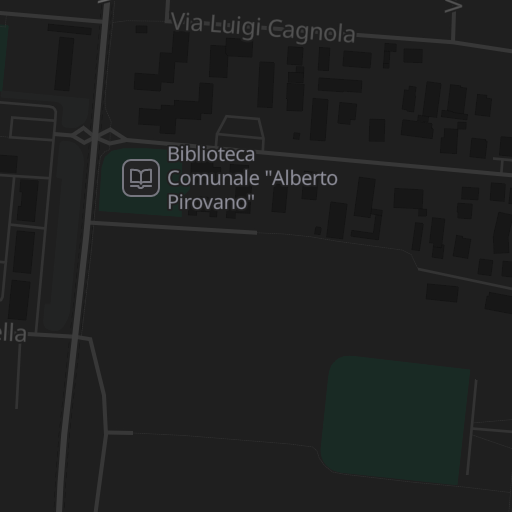 Via Luigi Cagnola
Biblioteca
Comunale "Alberto
Pirovano"
ella